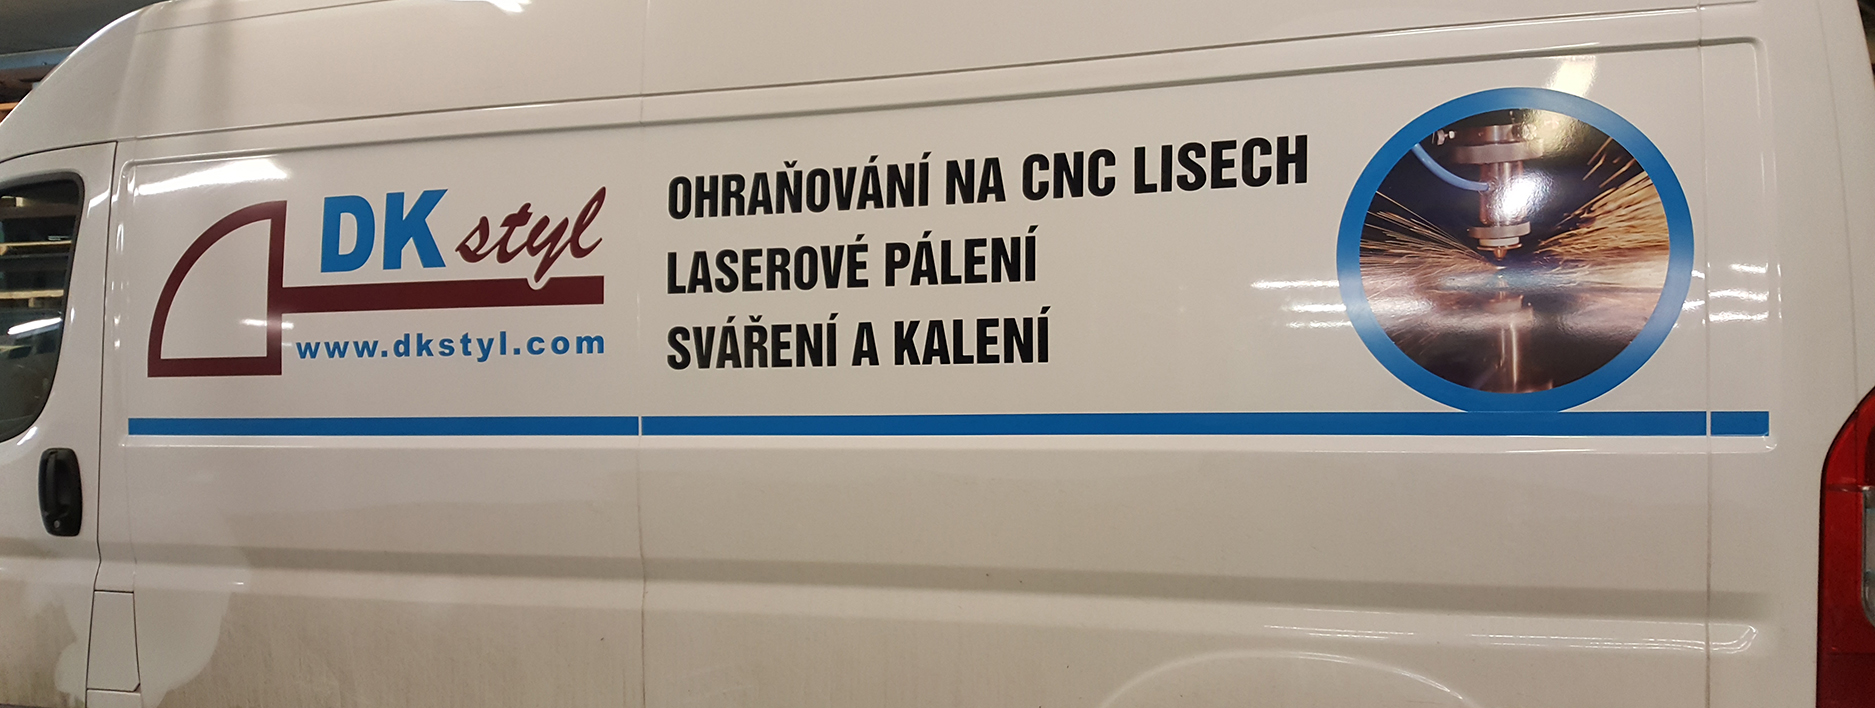 DK styl
www.dkstyl.com
OHRAŇOVÁNÍ NA CNC LISECH
LASEROVÉ PÁLENÍ
SVÁŘENÍ A KALENÍ